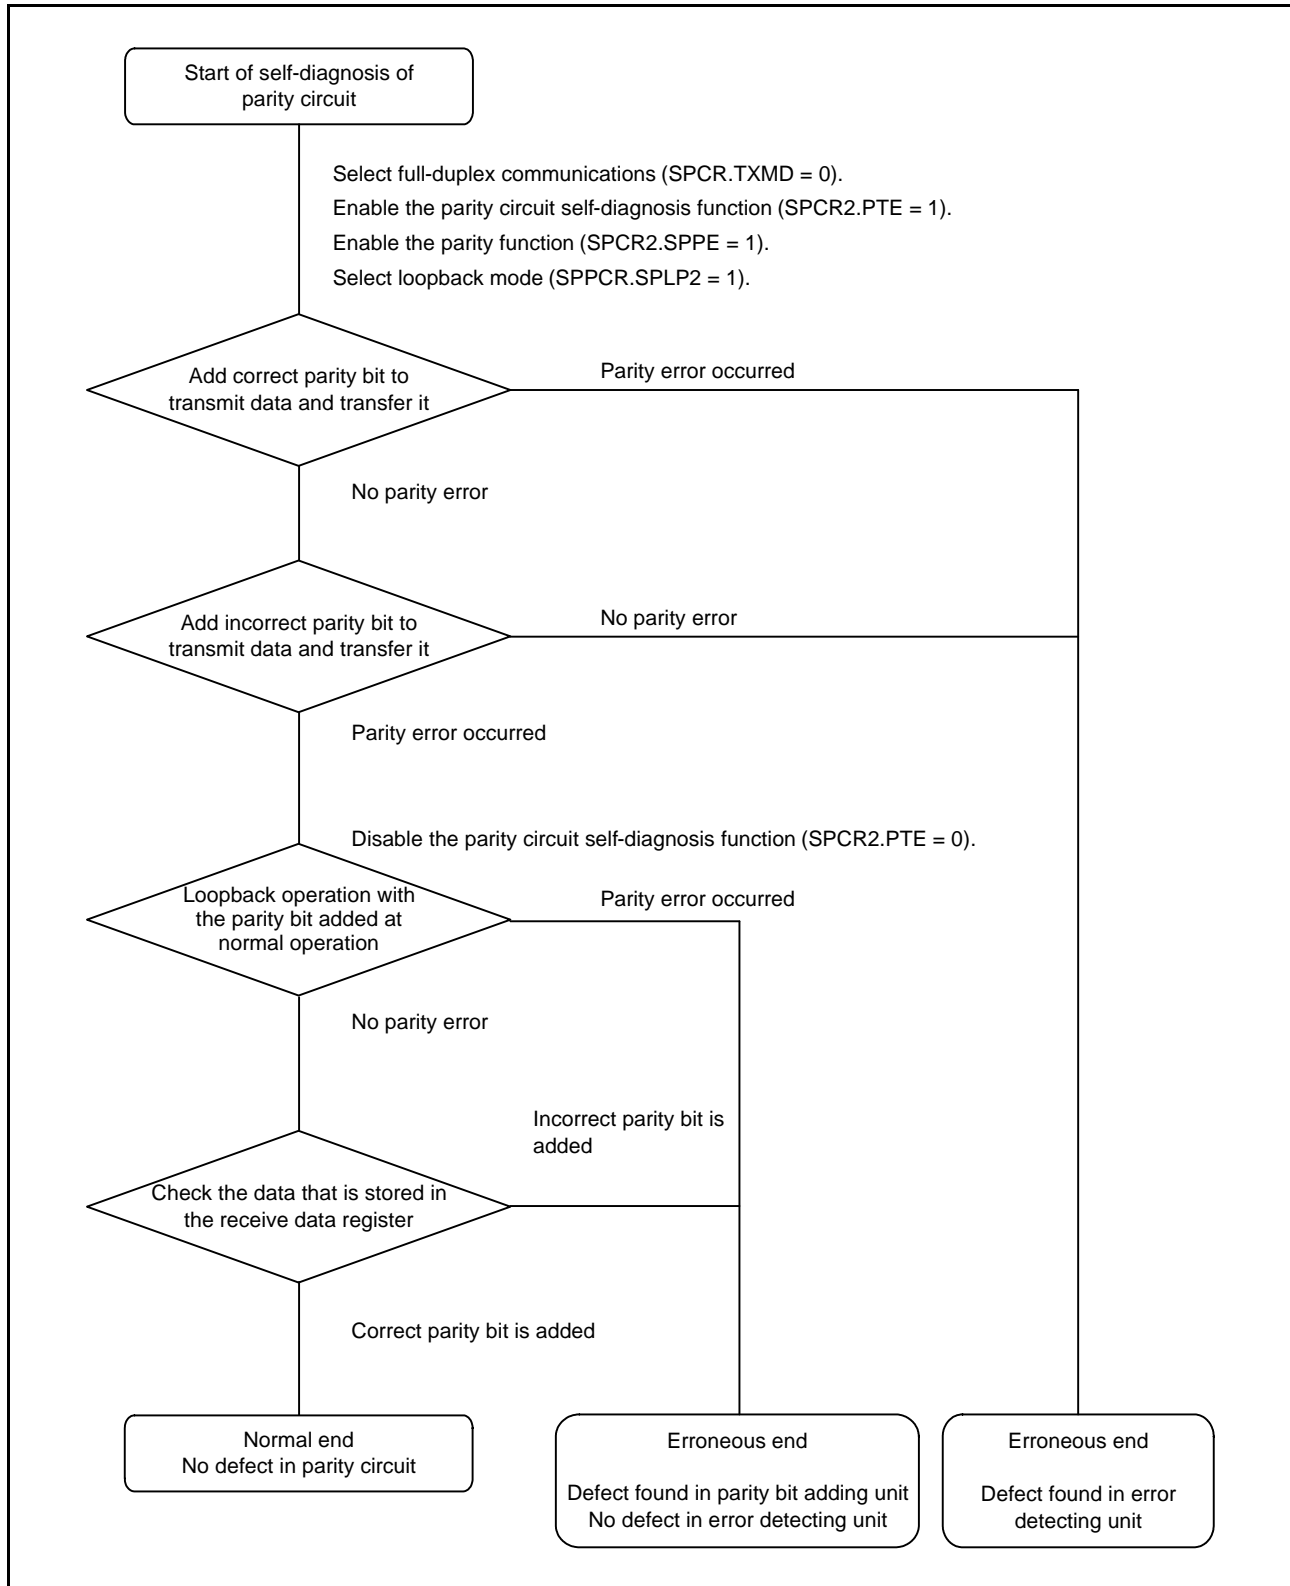 Start of self-diagnosis of
parity circuit
Select full-duplex communications (SPCR.TXMD = 0).
Enable the parity circuit self-diagnosis function (SPCR2.PTE = 1).
Enable the parity function (SPCR2.SPPE = 1).
Select loopback mode (SPPCR.SPLP2 = 1).
Add correct parity bit to
transmit data and transfer it
Parity error occurred
No parity error
Add incorrect parity bit to
transmit data and transfer it
No parity error
Parity error occurred
Disable the parity circuit self-diagnosis function (SPCR2.PTE = 0).
Loopback operation with
the parity bit added at
normal operation
Parity error occurred
No parity error
Incorrect parity bit is
added
Check the data that is stored in
the receive data register
Correct parity bit is added
Normal end
No defect in parity circuit
Erroneous end
Defect found in parity bit adding unit
No defect in error detecting unit
Erroneous end
Defect found in error
detecting unit